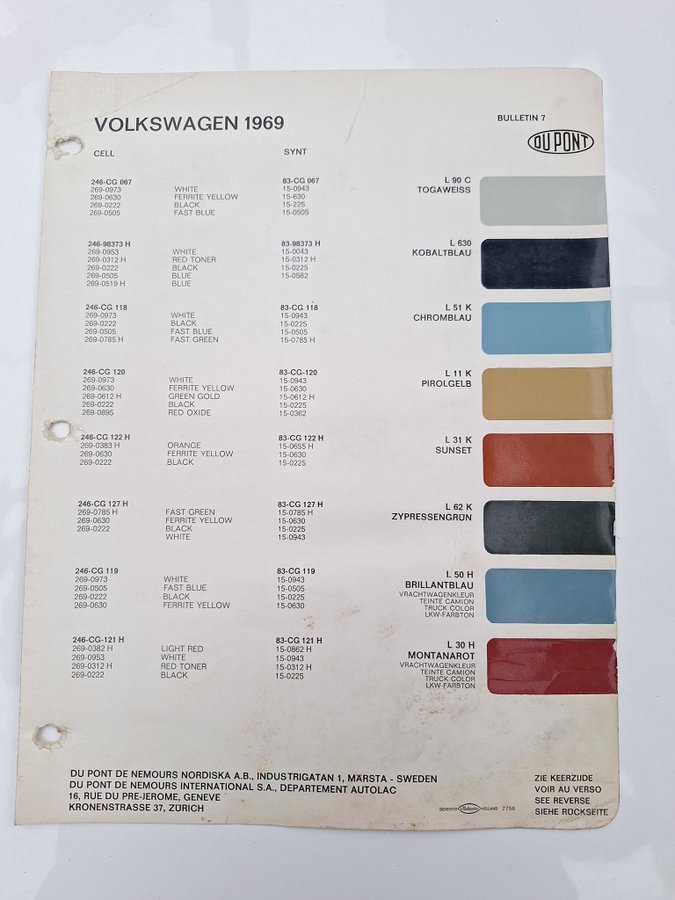 VOLKSWAGEN 1969
BULLETIN 7
DU PONT
CELL SYNT
246-CG 067 83-CG 067 L 90 C
269-0973 WHITE 15-0943 TOGAWEISS
269-0630 FERRITE YELLOW 15-630
269-0222 BLACK 15-225
269-0505 FAST BLUE 15-0505
246-98373 H 83-98373 H L 630
269-0953 WHITE 15-0043 KOBALTBLAU
269-0312 H RED TONER 15-0312 H
269-0222 BLACK 15-0225
269-0505 BLUE 15-0582
269-0519 H BLUE
246-CG 118 83-CG 118 L 51 K
269-0973 WHITE 15-0943 CHROMBLAU
269-0222 BLACK 15-0225
269-0505 FAST BLUE 15-0505
269-0785 H FAST GREEN 15-0785 H
246-CG 120 83-CG-120 L 11 K
269-0973 WHITE 15-0943 PIROLGELB
269-0630 FERRITE YELLOW 15-0630
269-0612 H GREEN GOLD 15-0612 H
269-0222 BLACK 15-0225
269-0895 RED OXIDE 15-0362
246-CG 122 H 83-CG 122 H L 31 K
269-0383 H ORANGE 15-0655 H SUNSET
269-0630 FERRITE YELLOW 15-0630
269-0222 BLACK 15-0225
246-CG 127 H 83-CG 127 H L 62 K
269-0785 H FAST GREEN 15-0785 H ZYPRESSENGRÜN
269-0630 FERRITE YELLOW 15-0630
269-0222 BLACK 15-0225
WHITE 15-0943
246-CG 119 83-CG 119 L 50 H
269-0973 WHITE 15-0943 BRILLANTBLAU
269-0505 FAST BLUE 15-0505 VRACHTWAGENKLEUR
269-0222 BLACK 15-0225 TEINTE CAMION
269-0630 FERRITE YELLOW 15-0630 TRUCK COLOR
LKW-FARBTON
246-CG-121 H 83-CG 121 H L 30 H
269-0382 H LIGHT RED 15-0862 H MONTANAROT
269-0953 WHITE 15-0943 VRACHTWAGENKLEUR
269-0312 H RED TONER 15-0312 H TEINTE CAMION
269-0222 BLACK 15-0225 TRUCK COLOR
LKW-FARBTON
DU PONT DE NEMOURS NORDISKA A.B., INDUSTRIGATAN 1, MÄRSTA - SWEDEN
DU PONT DE NEMOURS INTERNATIONAL S.A., DEPARTEMENT AUTOLAC
16, RUE DU PRE-JEROME, GENEVE
KRONENSTRASSE 37, ZÜRICH
ZIE KEERZIJDE
VOIR AU VERSO
SEE REVERSE
SIEHE RÜCKSEITE
DEVENTER HOLLAND 7758